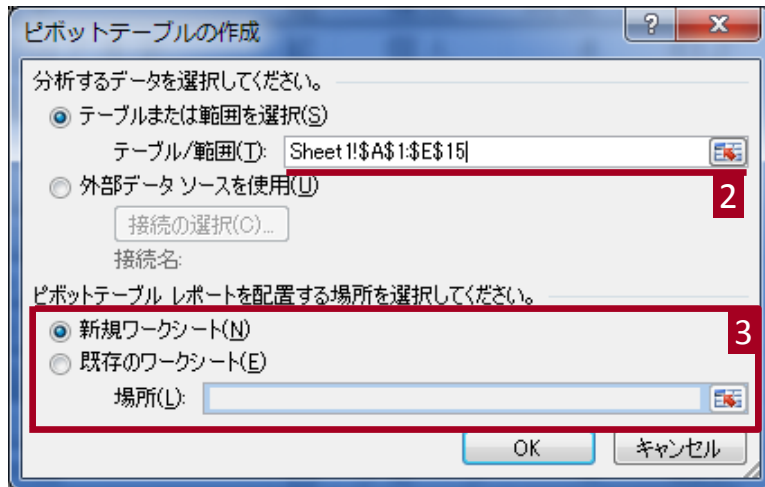 ピボットテーブルの作成
? X
分析するデータを選択してください。
テーブルまたは範囲を選択(S)
テーブル/範囲(T): Sheet1!$A$1:$E$15
外部データ ソースを使用(U)
2
接続の選択(C)...
接続名:
ピボットテーブル レポートを配置する場所を選択してください。
新規ワークシート(N)
3
既存のワークシート(E)
場所(L):
OK キャンセル